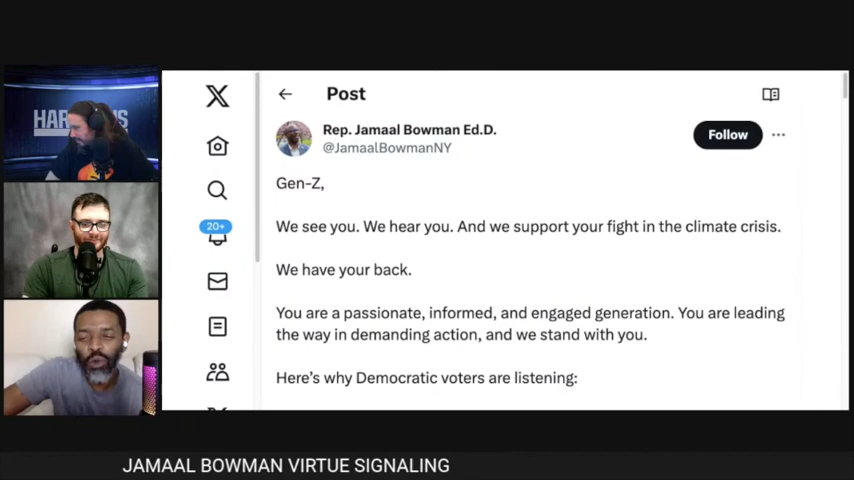 Post
Rep. Jamaal Bowman Ed.D.
@JamaalBowmanNY
Follow
Gen-Z,
20+
We see you. We hear you. And we support your fight in the climate crisis.
We have your back.
You are a passionate, informed, and engaged generation. You are leading
the way in demanding action, and we stand with you.
Here's why Democratic voters are listening:
JAMAAL BOWMAN VIRTUE SIGNALING